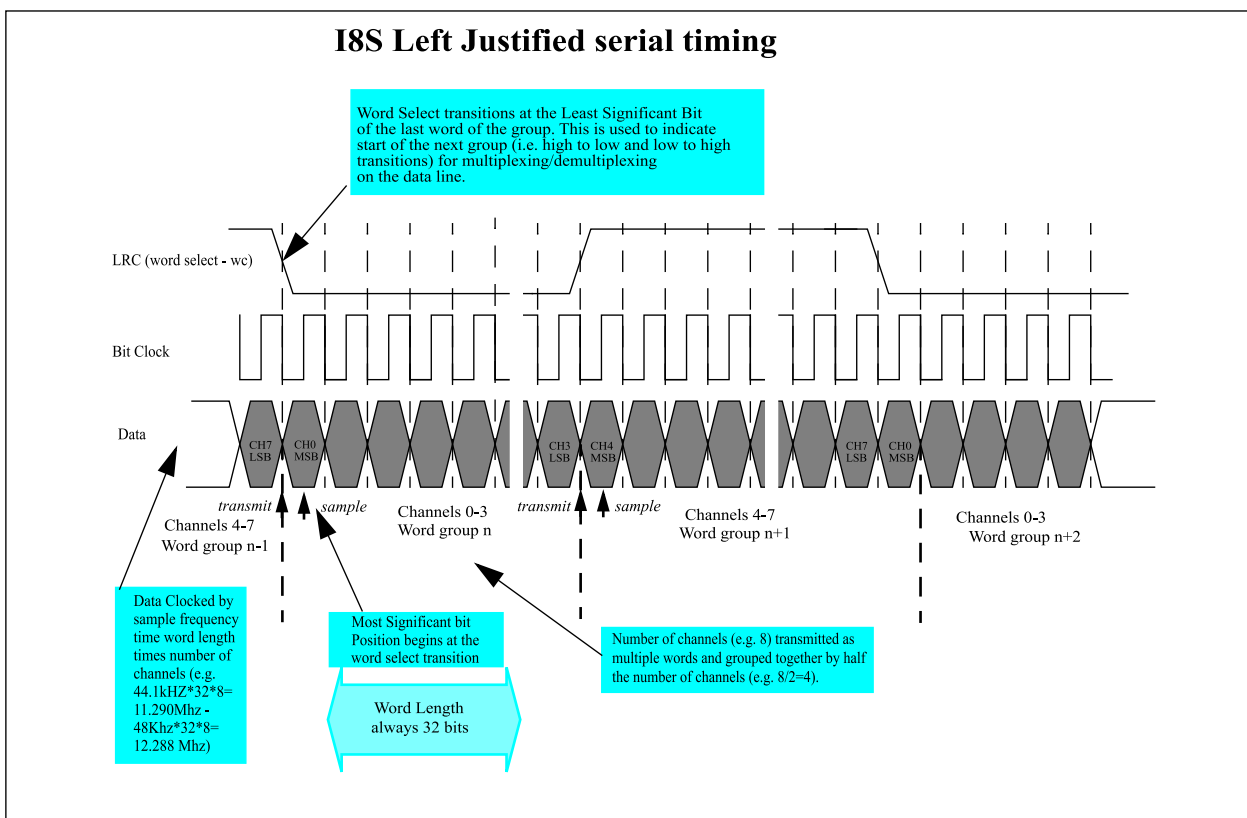 I8S Left Justified serial timing
Word Select transitions at the Least Significant Bit
of the last word of the group. This is used to indicate
start of the next group (i.e. high to low and low to high
transitions) for multiplexing/demultiplexing
on the data line.
LRC (word select - wc)
Bit Clock
Data
CH7
LSB
CH0
MSB
CH3
LSB
CH4
MSB
CH7
LSB
CH0
MSB
transmit
sample
transmit
sample
Channels 4-7
Word group n-1
Channels 0-3
Word group n
Channels 4-7
Word group n+1
Channels 0-3
Word group n+2
Data Clocked by
sample frequency
time word length
times number of
channels (e.g.
44.1kHZ*32*8=
11.290Mhz -
48Khz*32*8=
12.288 Mhz)
Most Significant bit
Position begins at the
word select transition
Number of channels (e.g. 8) transmitted as
multiple words and grouped together by half
the number of channels (e.g. 8/2=4).
Word Length
always 32 bits